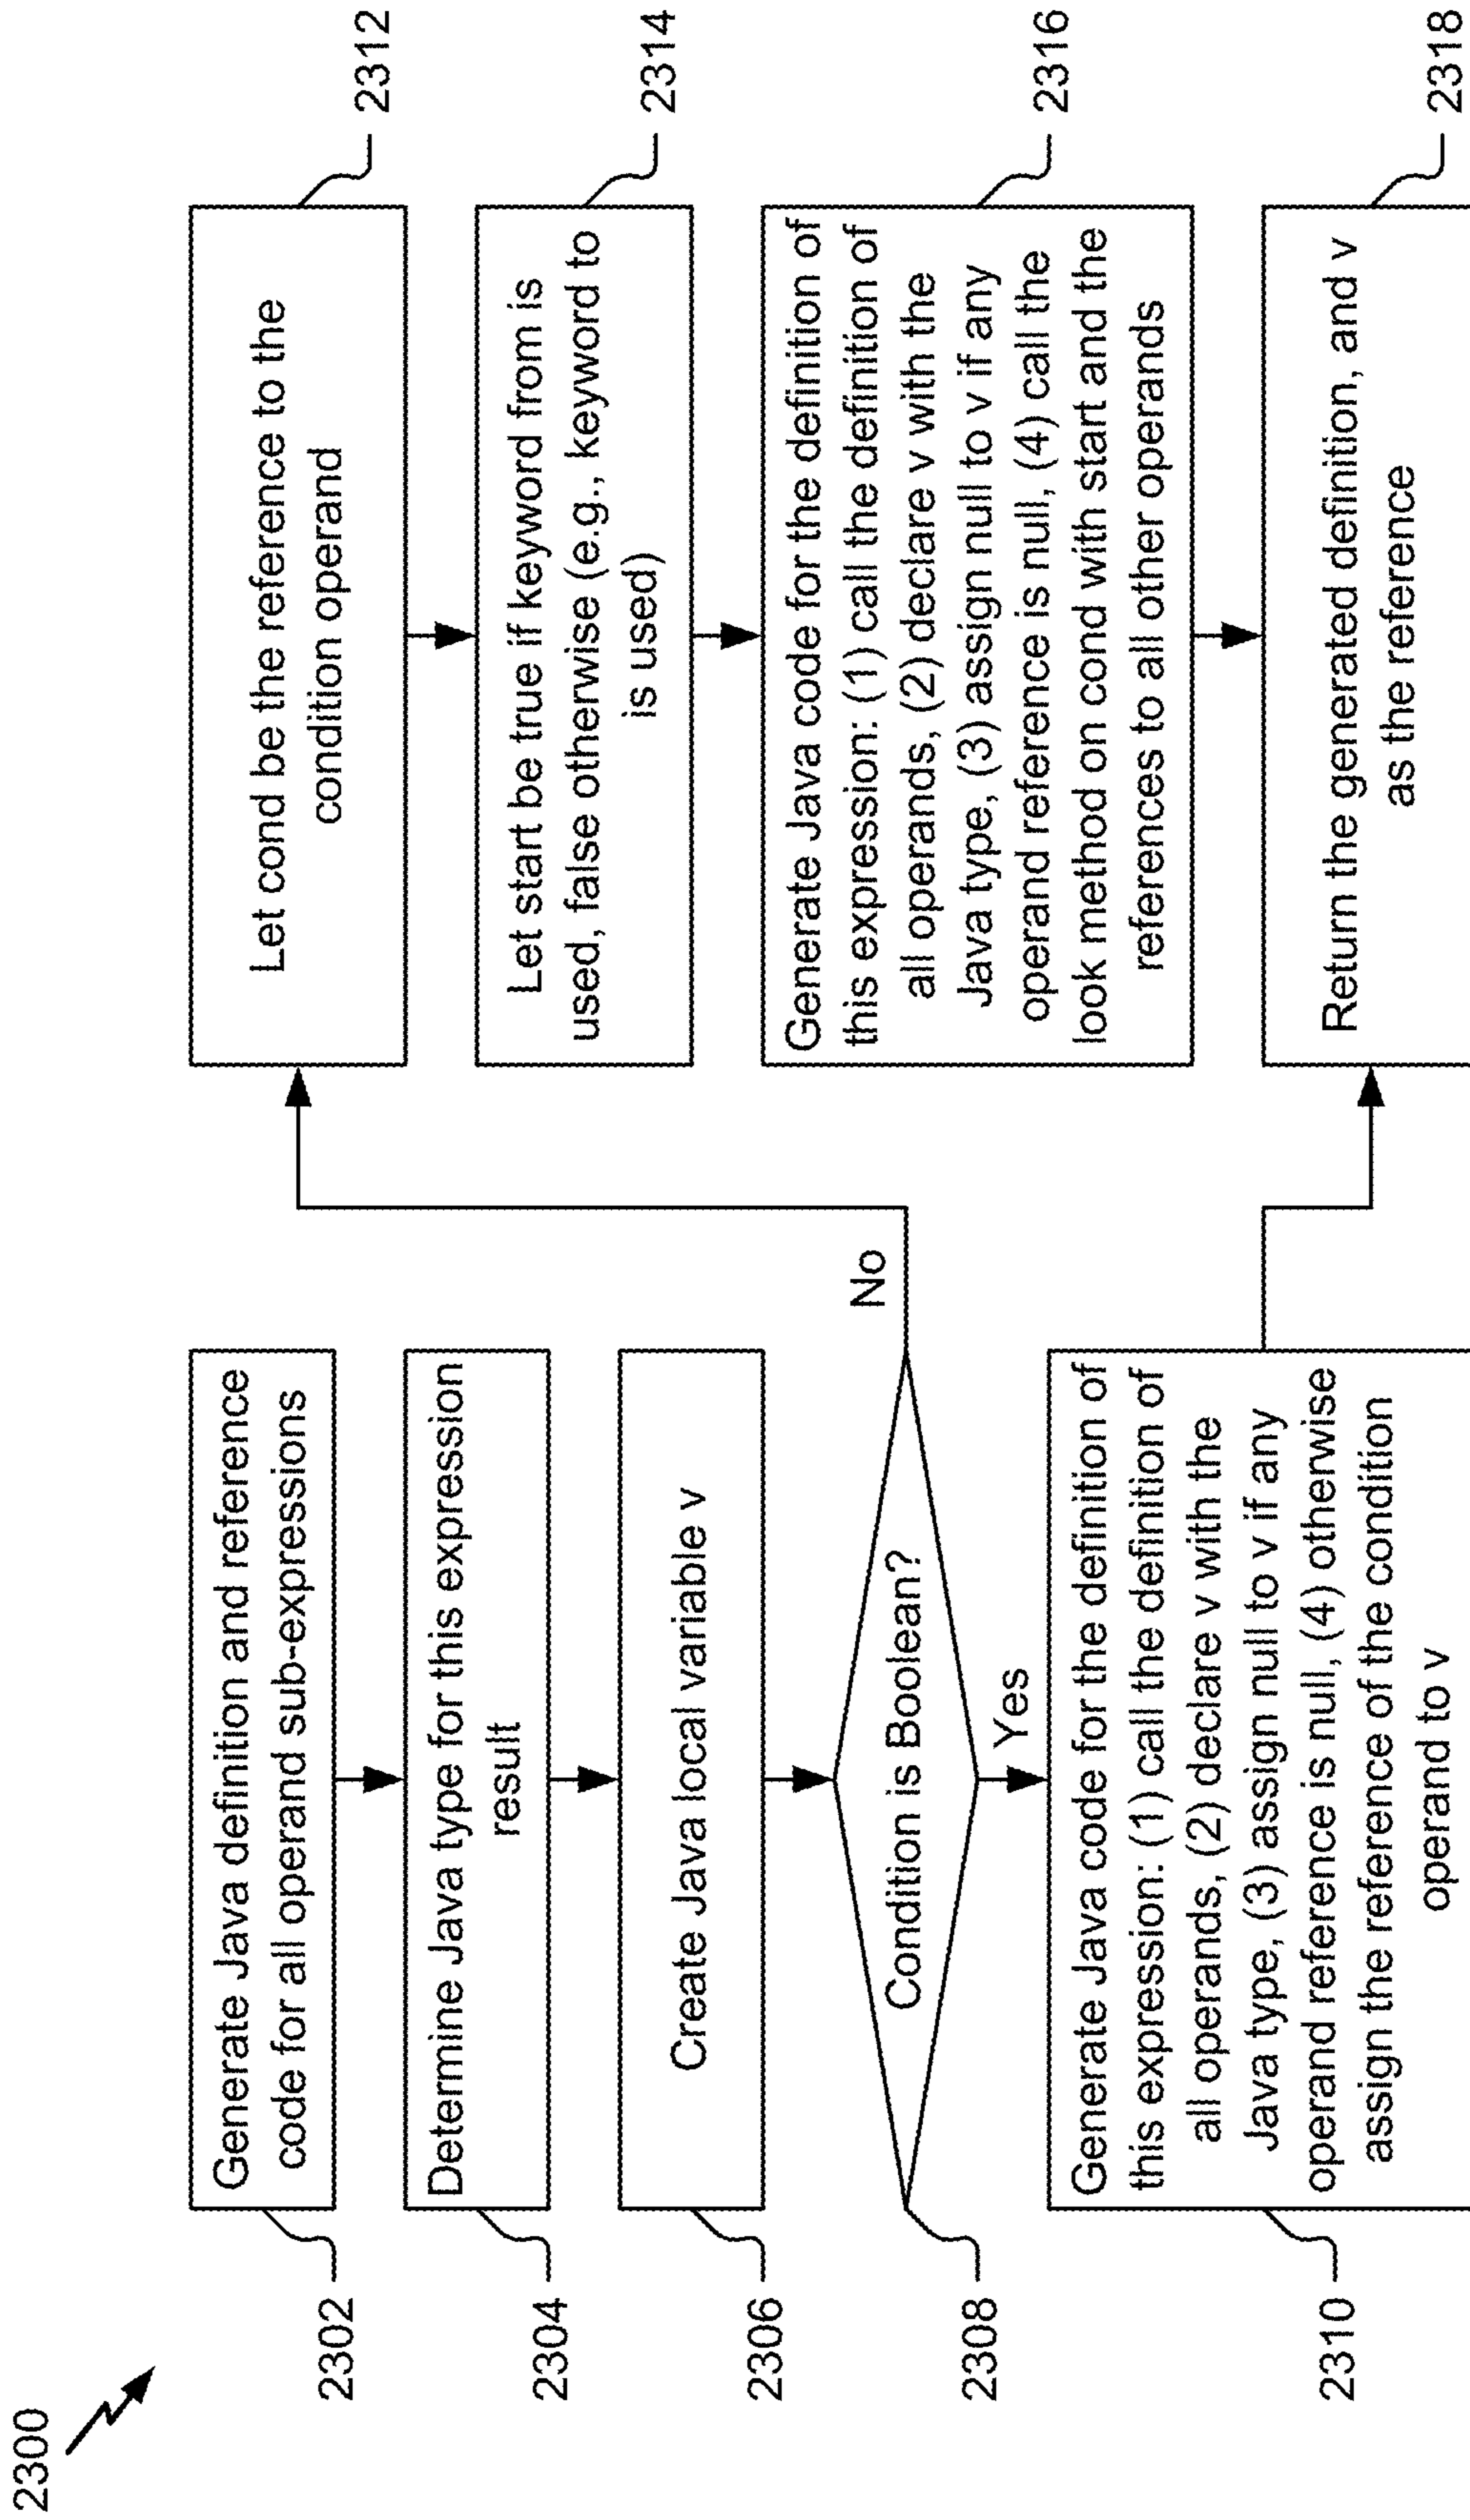 2300
2302
Generate Java definition and reference
code for all operand sub-expressions
2304
Determine Java type for this expression
result
2306
Create Java local variable v
2308
Condition is Boolean?
No
Yes
2310
Generate Java code for the definition of
this expression: (1) call the definition of
all operands, (2) declare v with the
Java type, (3) assign null to v if any
operand reference is null, (4) otherwise
assign the reference of the condition
operand to v
2312
Let cond be the reference to the
condition operand
2314
Let start be true if keyword from is
used, false otherwise (e.g., keyword to
is used)
2316
Generate Java code for the definition of
this expression: (1) call the definition of
all operands, (2) declare v with the
Java type, (3) assign null to v if any
operand reference is null, (4) call the
look method on cond with start and the
references to all other operands
2318
Return the generated definition, and v
as the reference